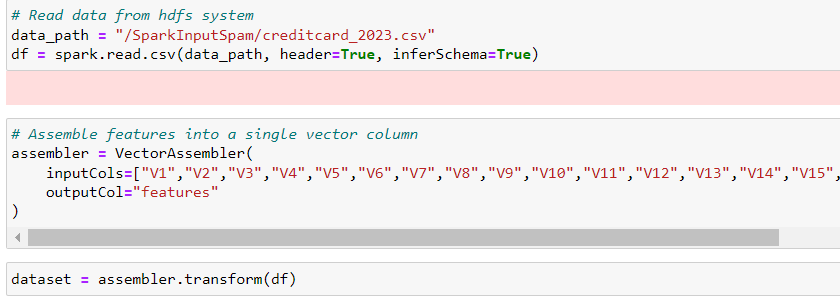 # Read data from hdfs system
data_path = "/SparkInputSpam/creditcard_2023.csv"
df = spark.read.csv(data_path, header=True, inferSchema=True)
# Assemble features into a single vector column
assembler = VectorAssembler(
    inputCols=["V1","V2","V3","V4","V5","V6","V7","V8","V9","V10","V11","V12","V13","V14","V15",
    outputCol="features"
)
dataset = assembler.transform(df)